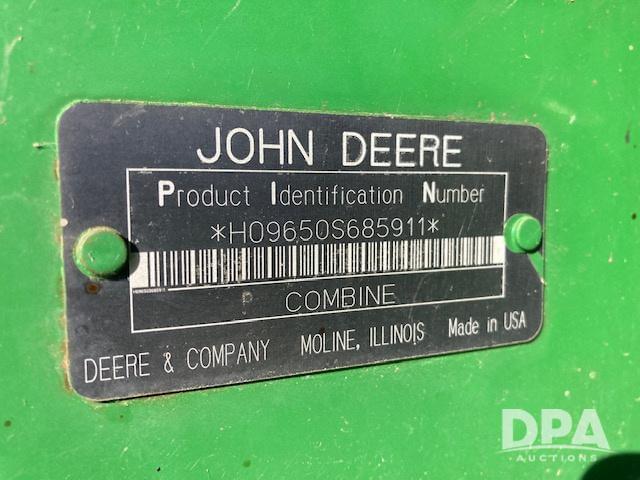 JOHN DEERE
Product Identification Number
*H09650S685911*
COMBINE
DEERE & COMPANY MOLINE, ILLINOIS Made in USA
DPA
AUCTIONS